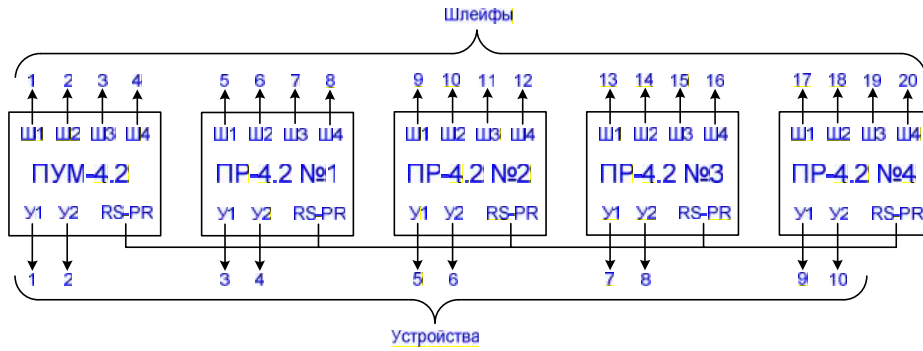 Шлейфы
1 2 3 4 5 6 7 8 9 10 11 12 13 14 15 16 17 18 19 20
Ш1 Ш2 Ш3 Ш4 Ш1 Ш2 Ш3 Ш4 Ш1 Ш2 Ш3 Ш4 Ш1 Ш2 Ш3 Ш4 Ш1 Ш2 Ш3 Ш4
ПУМ-4.2 ПР-4.2 №1 ПР-4.2 №2 ПР-4.2 №3 ПР-4.2 №4
У1 У2 RS-PR У1 У2 RS-PR У1 У2 RS-PR У1 У2 RS-PR У1 У2 RS-PR
1 2 3 4 5 6 7 8 9 10
Устройства